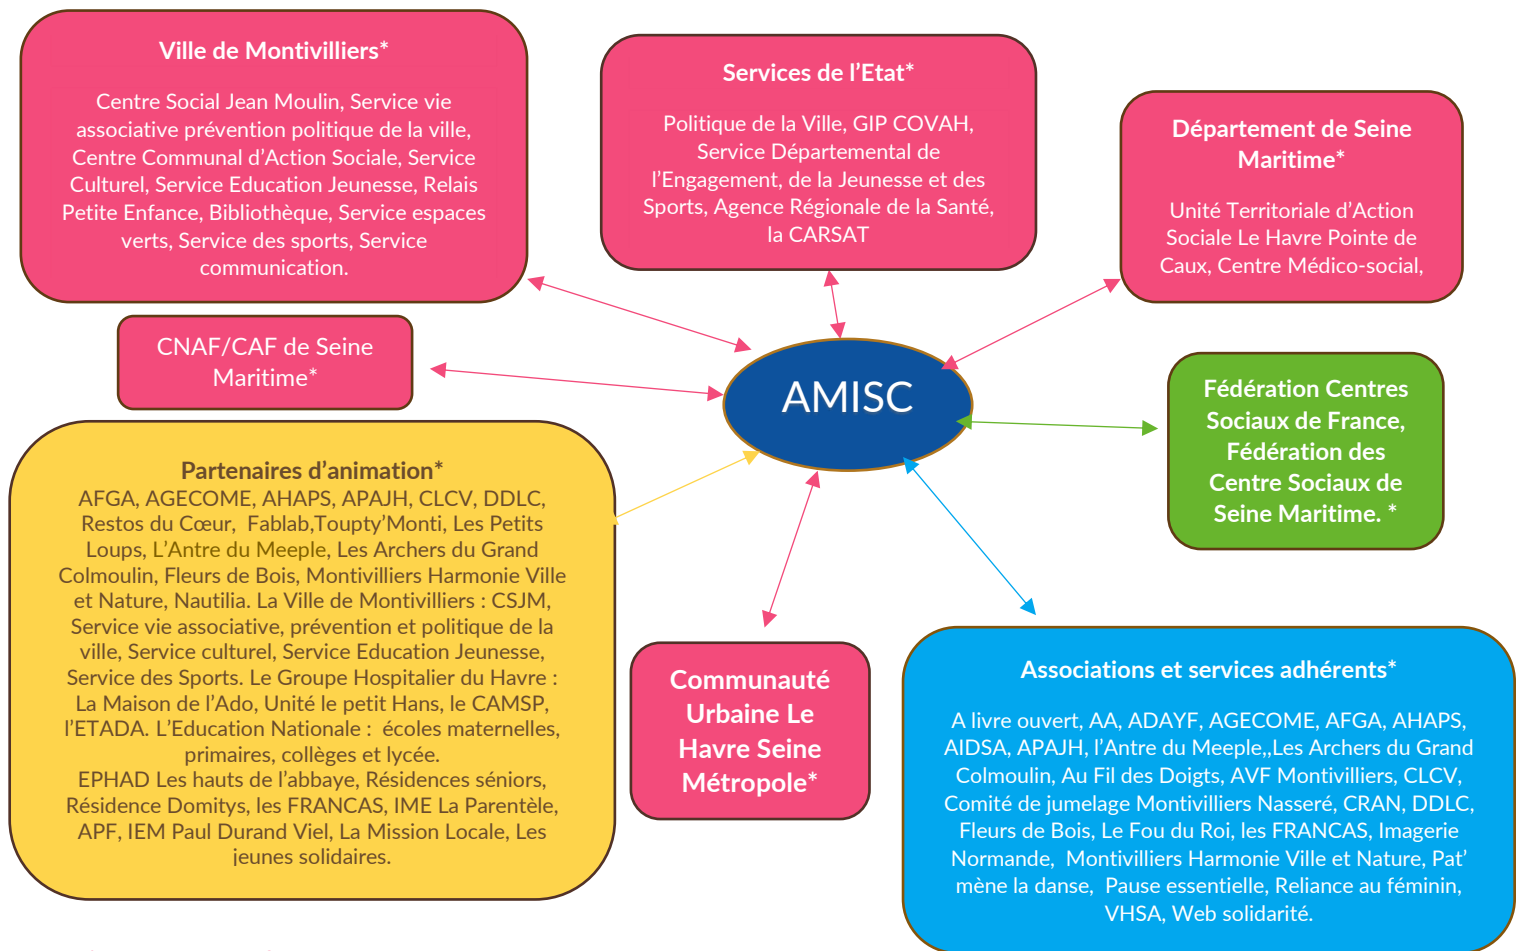 Ville de Montivilliers*
Centre Social Jean Moulin, Service vie
associative prévention politique de la ville,
Centre Communal d’Action Sociale, Service
Culturel, Service Education Jeunesse, Relais
Petite Enfance, Bibliothèque, Service espaces
verts, Service des sports, Service
communication.
Services de l’Etat*
Politique de la Ville, GIP COVAH,
Service Départemental de
l’Engagement, de la Jeunesse et des
Sports, Agence Régionale de la Santé,
la CARSAT
Département de Seine
Maritime*
Unité Territoriale d’Action
Sociale Le Havre Pointe de
Caux, Centre Médico-social,
CNAF/CAF de Seine
Maritime*
AMISC
Fédération Centres
Sociaux de France,
Fédération des
Centre Sociaux de
Seine Maritime. *
Partenaires d’animation*
AFGA, AGECOME, AHAPS, APAJH, CLCV, DDLC,
Restos du Cœur, Fablab,Toupty’Monti, Les Petits
Loups, L’Antre du Meeple, Les Archers du Grand
Colmoulin, Fleurs de Bois, Montivilliers Harmonie Ville
et Nature, Nautilia. La Ville de Montivilliers : CSJM,
Service vie associative, prévention et politique de la
ville, Service culturel, Service Education Jeunesse,
Service des Sports. Le Groupe Hospitalier du Havre :
La Maison de l’Ado, Unité le petit Hans, le CAMSP,
l’ETADA. L’Education Nationale : écoles maternelles,
primaires, collèges et lycée.
EPHAD Les hauts de l’abbaye, Résidences séniors,
Résidence Domitys, les FRANCAS, IME La Parentèle,
APF, IEM Paul Durand Viel, La Mission Locale, Les
jeunes solidaires.
Communauté
Urbaine Le
Havre Seine
Métropole*
Associations et services adhérents*
A livre ouvert, AA, ADAYF, AGECOME, AFGA, AHAPS,
AIDSA, APAJH, l’Antre du Meeple,,Les Archers du Grand
Colmoulin, Au Fil des Doigts, AVF Montivilliers, CLCV,
Comité de jumelage Montivilliers Nasseré, CRAN, DDLC,
Fleurs de Bois, Le Fou du Roi, les FRANCAS, Imagerie
Normande, Montivilliers Harmonie Ville et Nature, Pat’
mène la danse, Pause essentielle, Reliance au féminin,
VHSA, Web solidarité.